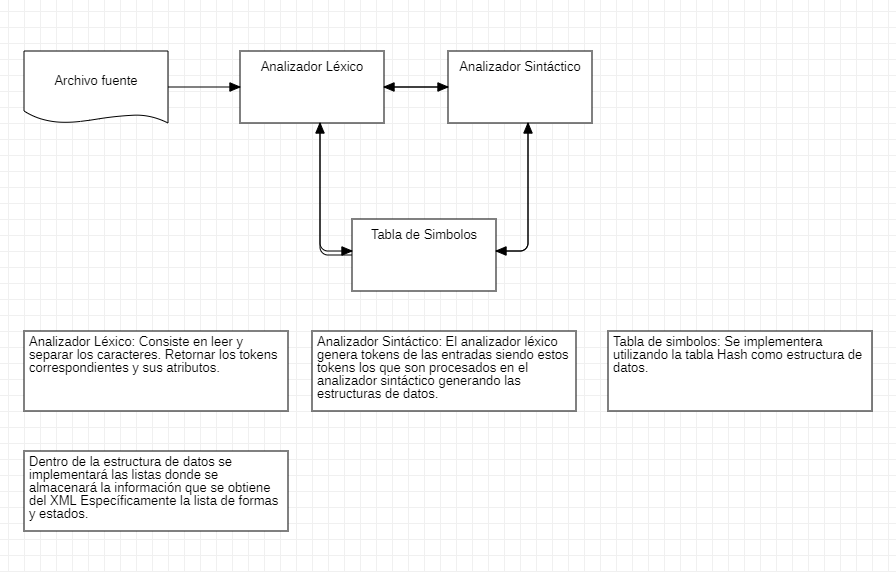 Archivo fuente
Analizador Léxico
Analizador Sintáctico
Tabla de Simbolos
Analizador Léxico: Consiste en leer y
separar los caracteres. Retornar los tokens
correspondientes y sus atributos.
Analizador Sintáctico: El analizador léxico
genera tokens de las entradas siendo estos
tokens los que son procesados en el
analizador sintáctico generando las
estructuras de datos.
Tabla de simbolos: Se implementera
utilizando la tabla Hash como estructura de
datos.
Dentro de la estructura de datos se
implementará las listas donde se
almacenará la información que se obtiene
del XML Específicamente la lista de formas
y estados.